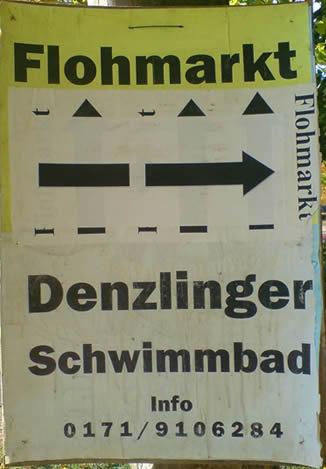 Flohmarkt
Flohmarkt
Denzlinger
Schwimmbad
Info
0171/9106284